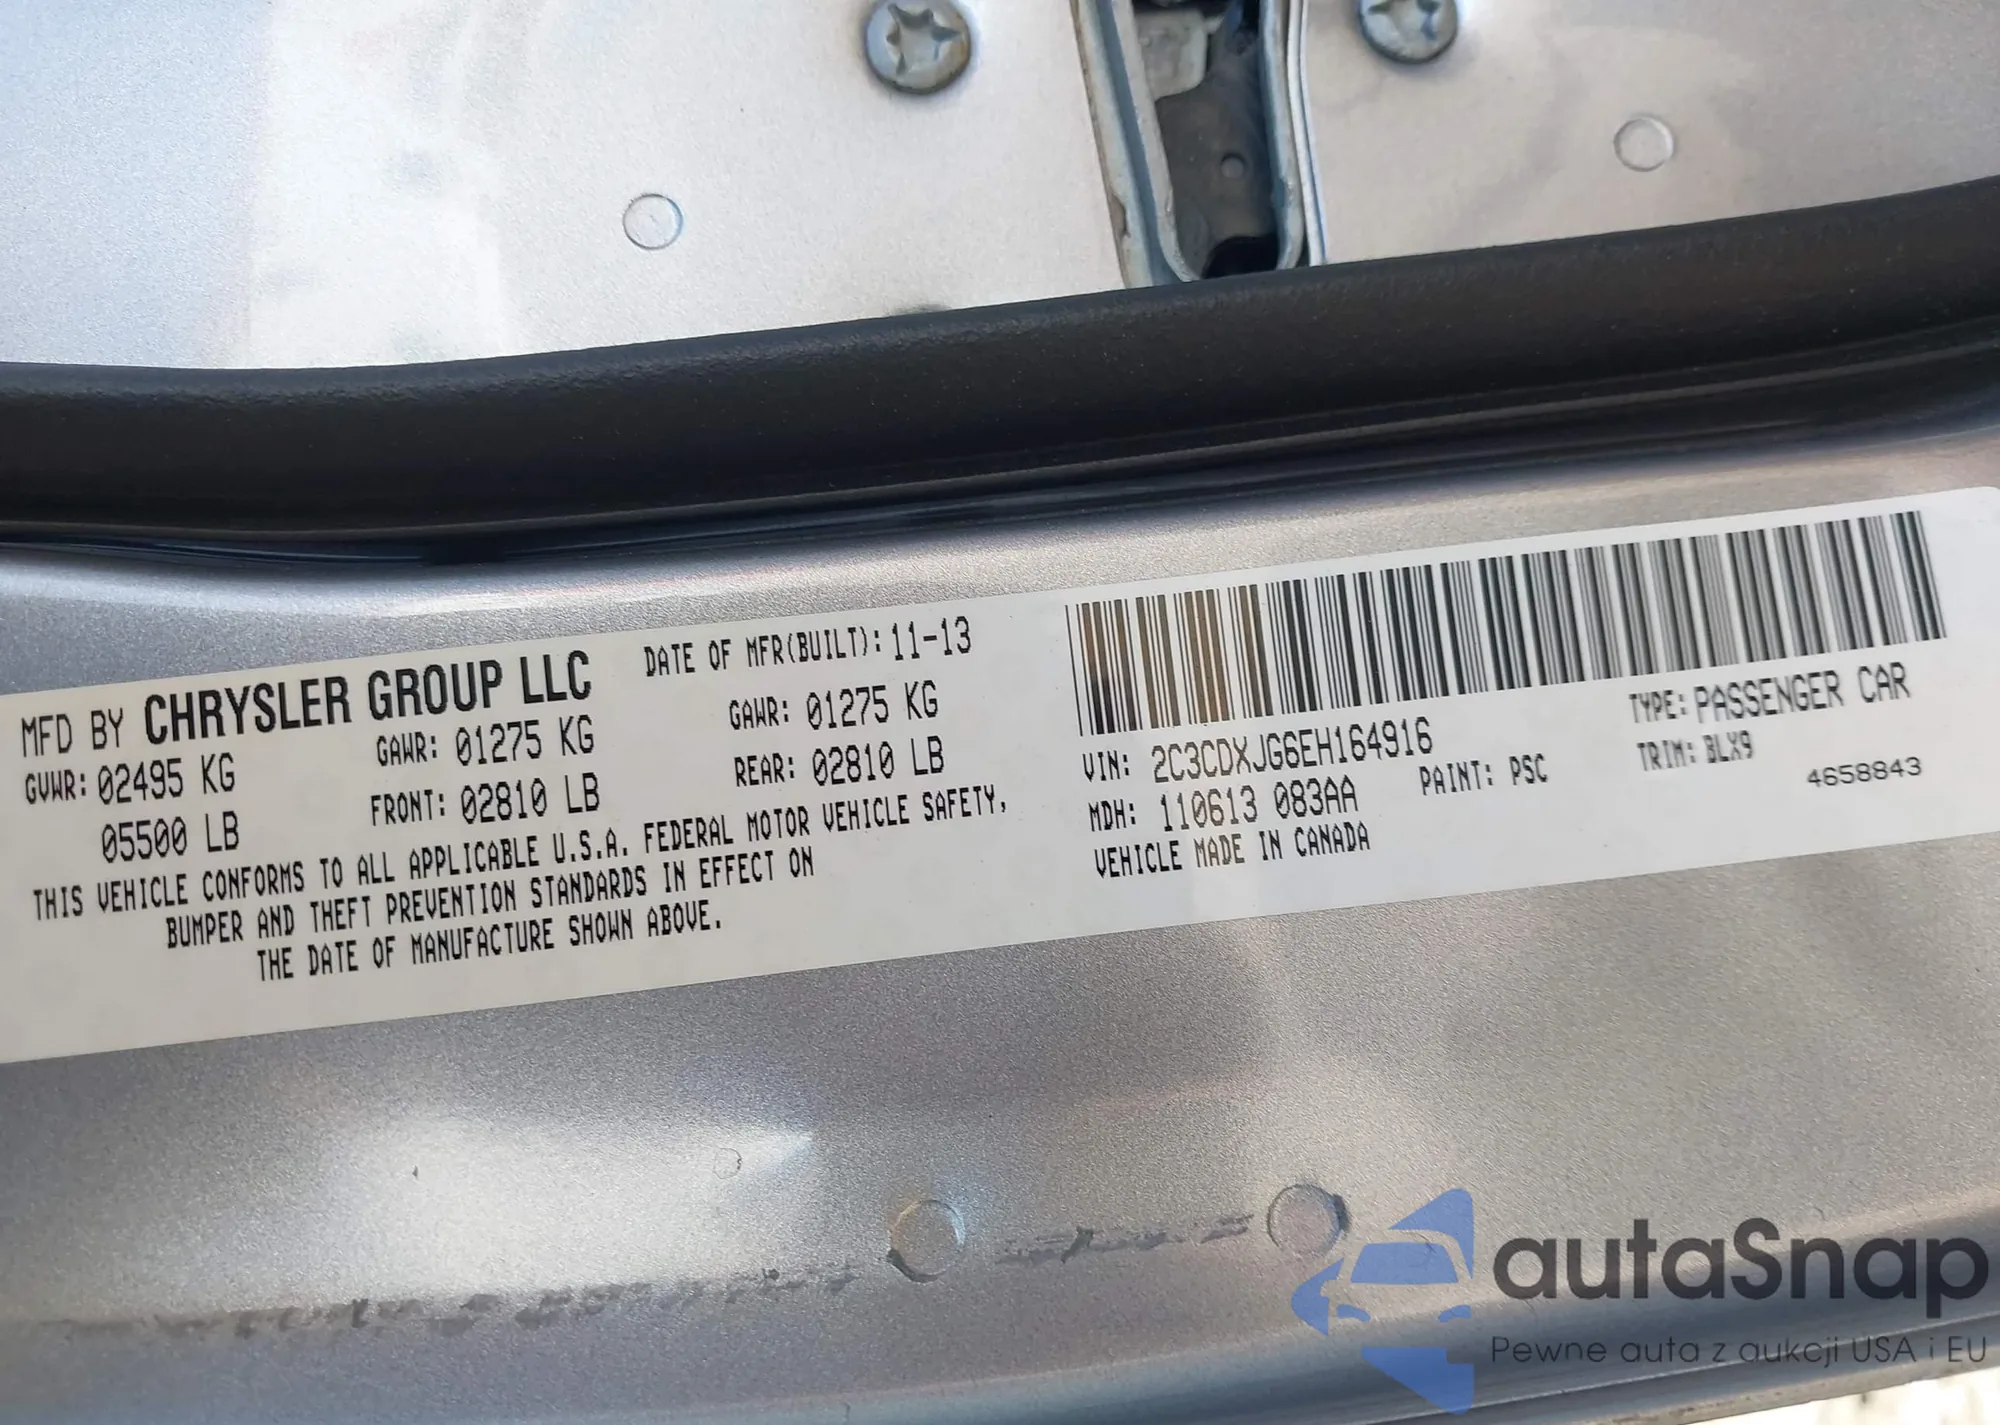 MFD BY CHRYSLER GROUP LLC DATE OF MFR(BUILT): 11-13
GVWR: 02495 KG GAWR: 01275 KG GAWR: 01275 KG
05500 LB FRONT: 02810 LB REAR: 02810 LB
THIS VEHICLE CONFORMS TO ALL APPLICABLE U.S.A. FEDERAL MOTOR VEHICLE SAFETY,
BUMPER AND THEFT PREVENTION STANDARDS IN EFFECT ON
THE DATE OF MANUFACTURE SHOWN ABOVE.
VIN: 2C3CDXJG6EH164916 TYPE: PASSENGER CAR
MDH: 110613 083AA PAINT: PSC TRIM: BLX9
VEHICLE MADE IN CANADA 4658843
autaSnap
Pewne auta z aukcji USA i EU